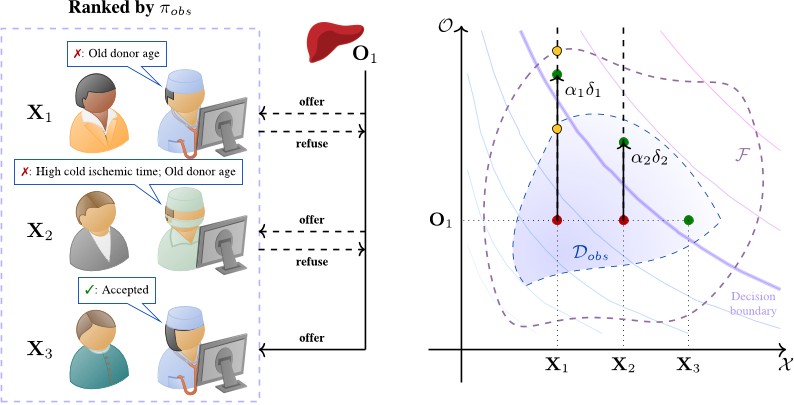 Ranked by π_obs
O_1
✗: Old donor age
X_1
offer
refuse
✗: High cold ischemic time; Old donor age
X_2
offer
refuse
✓: Accepted
X_3
offer
𝒪
α_1δ_1
α_2δ_2
ℱ
O_1
𝒟_obs
Decision
boundary
X_1
X_2
X_3
𝒳